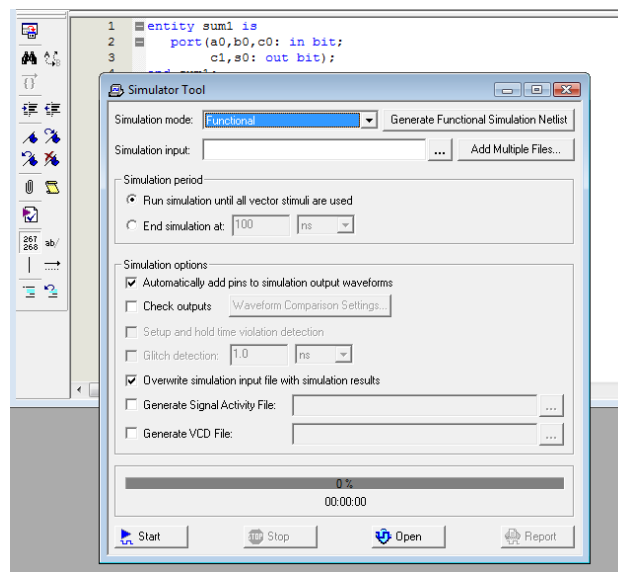 1 entity sum1 is
2 port(a0,b0,c0: in bit;
3 c1,s0: out bit);
Simulator Tool
Simulation mode: Functional Generate Functional Simulation Netlist
Simulation input: ... Add Multiple Files...
Simulation period
Run simulation until all vector stimuli are used
End simulation at: 100 ns
Simulation options
Automatically add pins to simulation output waveforms
Check outputs Waveform Comparison Settings...
Setup and hold time violation detection
Glitch detection: 1.0 ns
Overwrite simulation input file with simulation results
Generate Signal Activity File: ...
Generate VCD File: ...
0 %
00:00:00
Start Stop Open Report
267
268 ab/